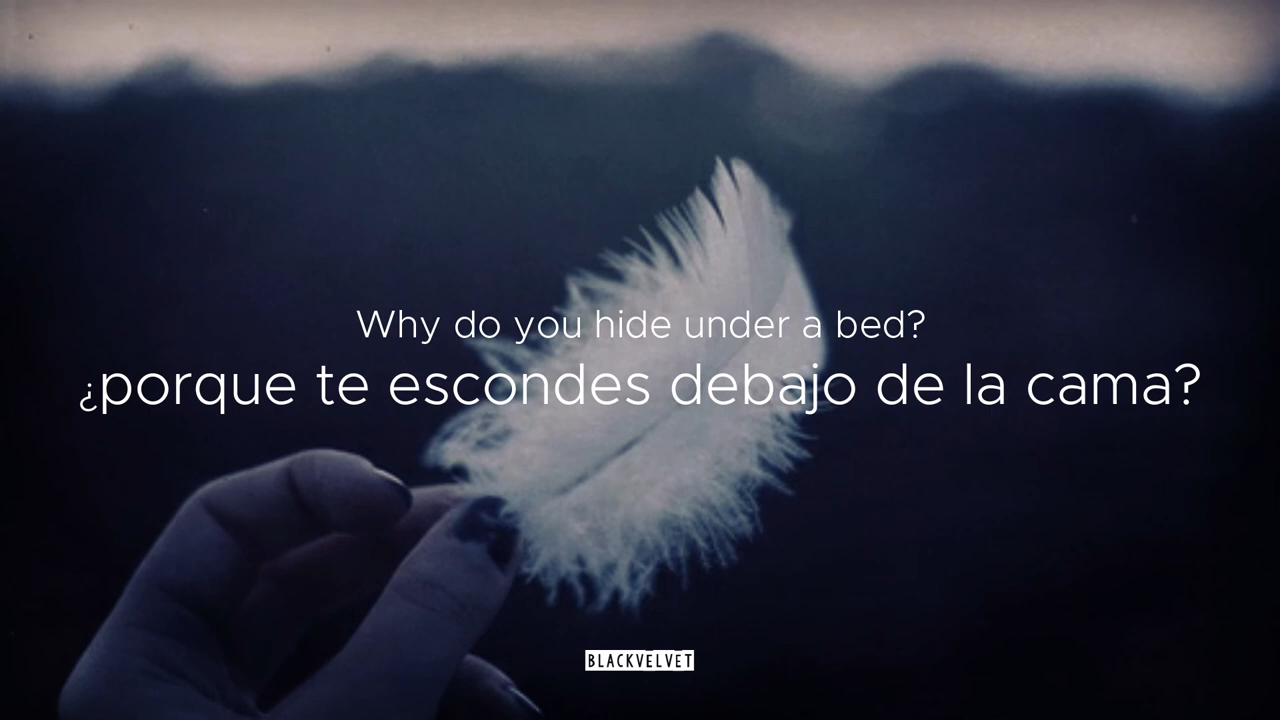 Why do you hide under a bed?
¿porque te escondes debajo de la cama?
BLACKVELVET